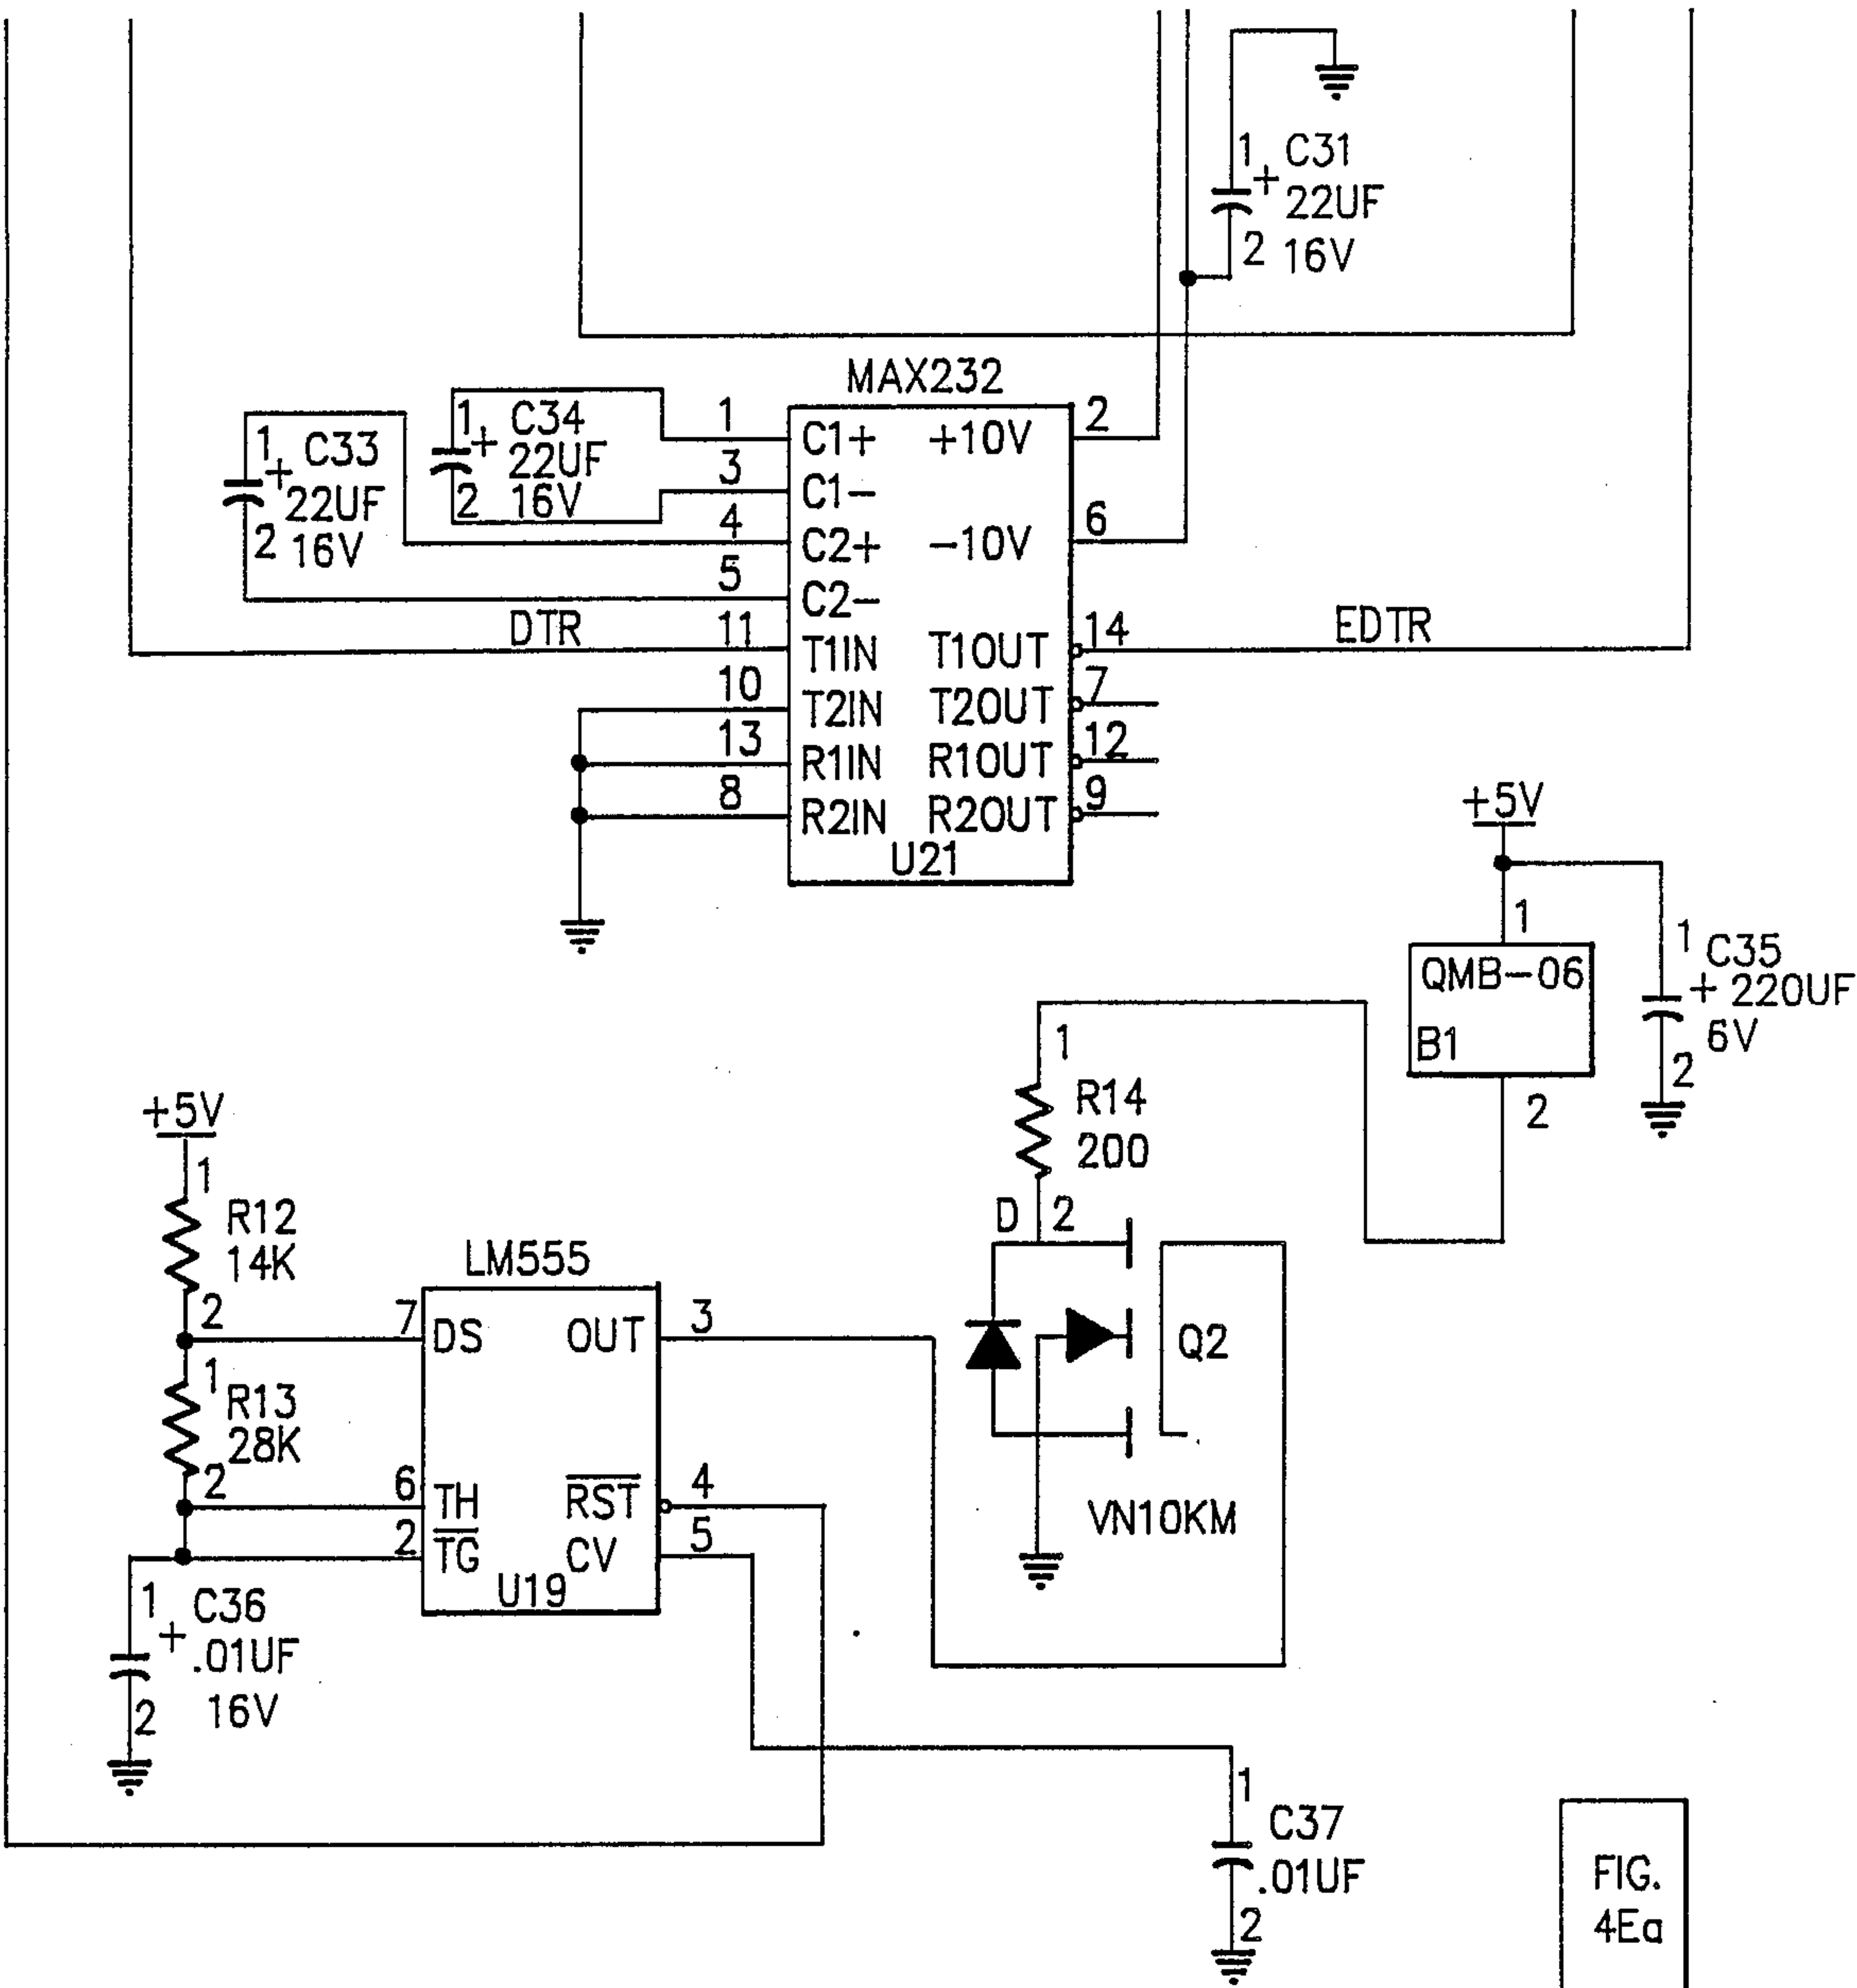 1 C31
+ 22UF
2 16V
MAX232
1 C34
+ 22UF
2 16V
1 C33
+ 22UF
2 16V
1 C1+ +10V 2
3 C1-
4 C2+ -10V 6
5 C2-
DTR 11 T1IN T1OUT 14 EDTR
10 T2IN T2OUT 7
13 R1IN R1OUT 12
8 R2IN R2OUT 9
U21
+5V
1
QMB-06
B1
2
1 C35
+ 220UF
6V
2
1
R14
200
D 2
Q2
VN10KM
+5V
1
R12
14K
2
1
R13
28K
2
LM555
7 DS OUT 3
6 TH RST 4
2 TG CV 5
U19
1 C36
+ .01UF
2 16V
1
C37
.01UF
2
FIG.
4Ea